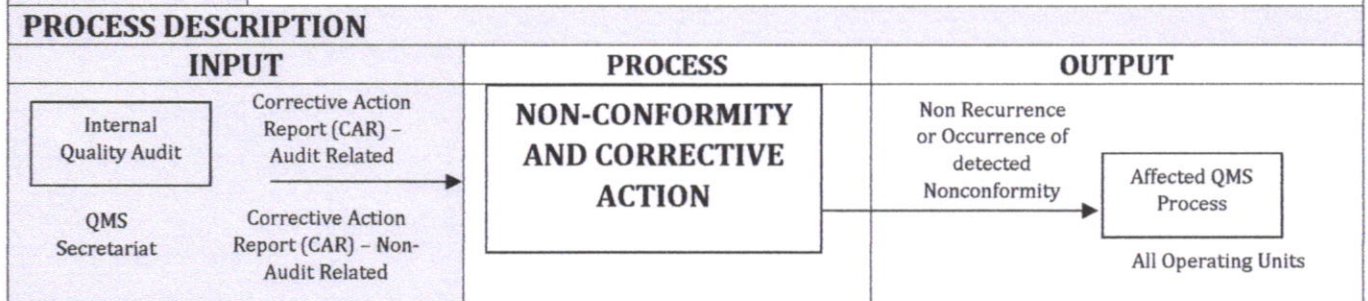 PROCESS DESCRIPTION
INPUT
PROCESS
OUTPUT
Internal
Quality Audit
Corrective Action
Report (CAR) –
Audit Related
QMS
Secretariat
Corrective Action
Report (CAR) – Non-
Audit Related
NON-CONFORMITY
AND CORRECTIVE
ACTION
Non Recurrence
or Occurrence of
detected
Nonconformity
Affected QMS
Process
All Operating Units